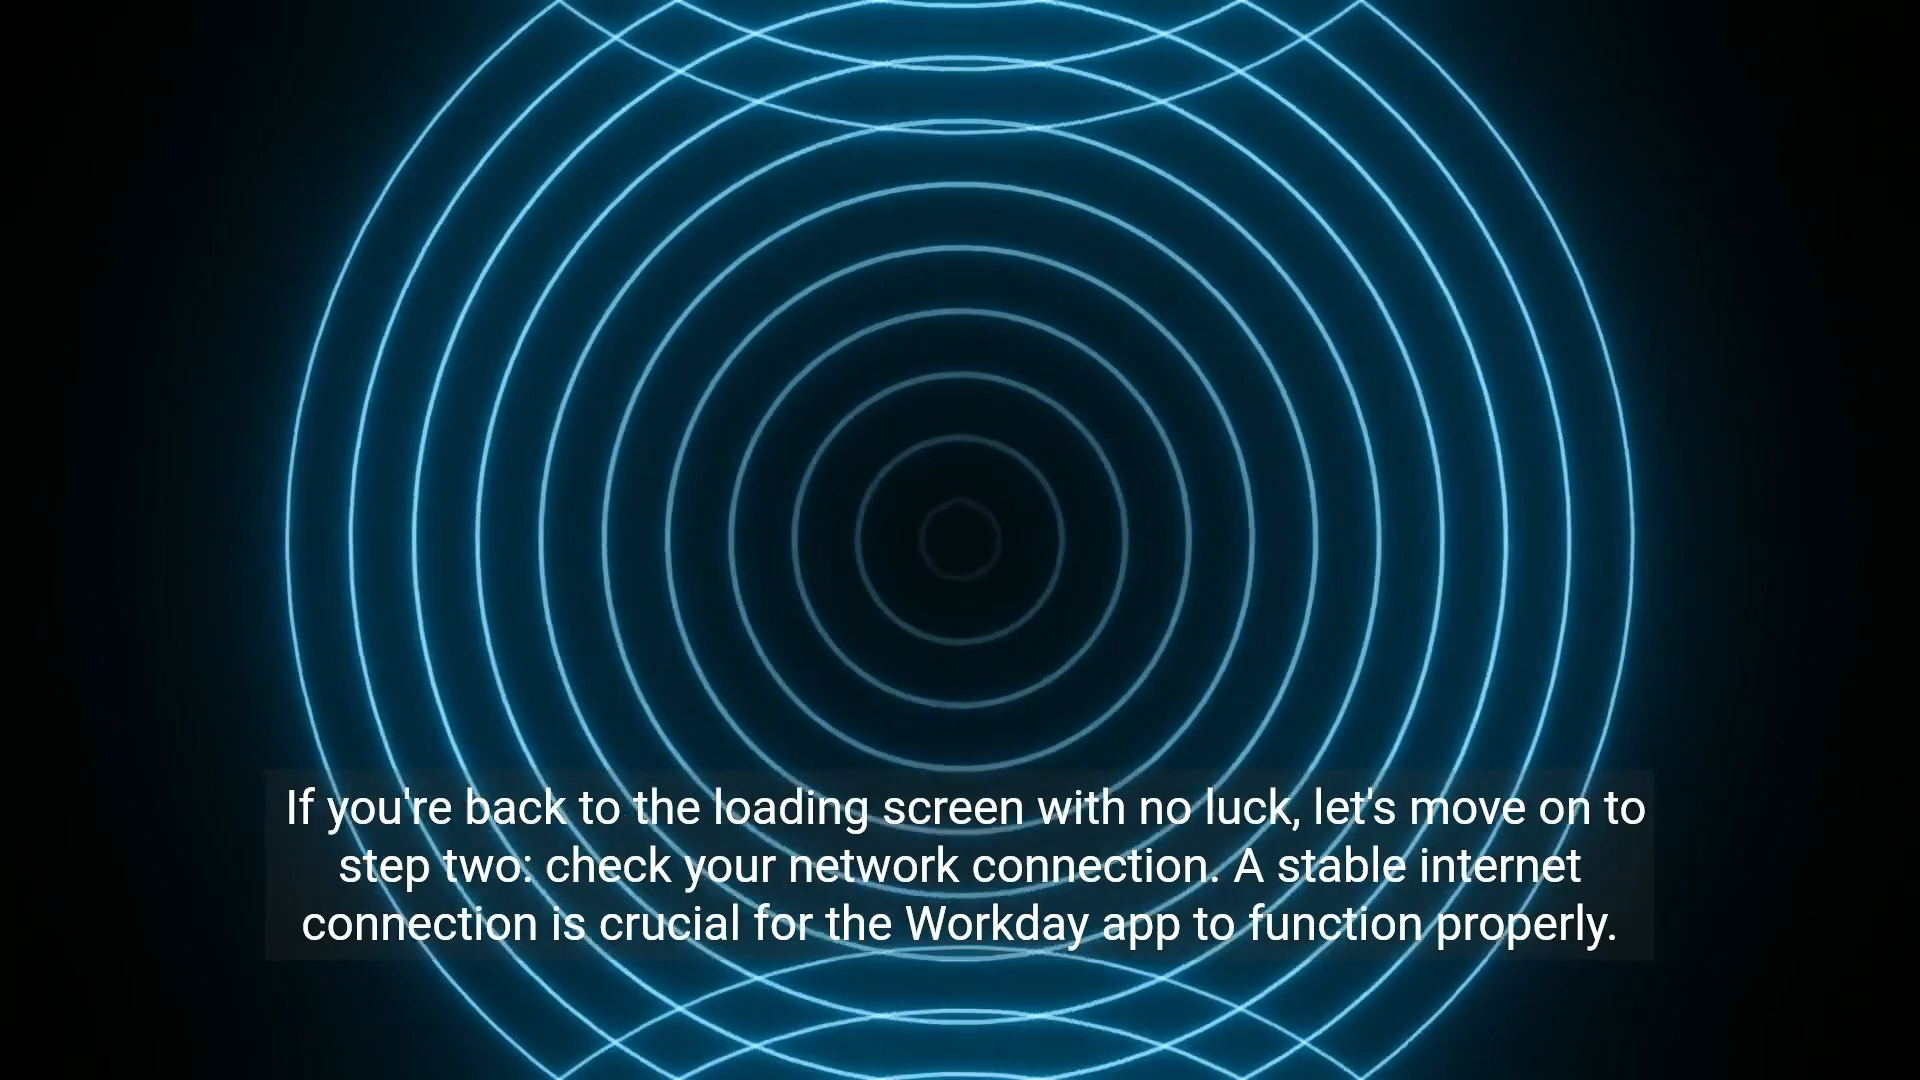 If you're back to the loading screen with no luck, let's move on to
step two: check your network connection. A stable internet
connection is crucial for the Workday app to function properly.